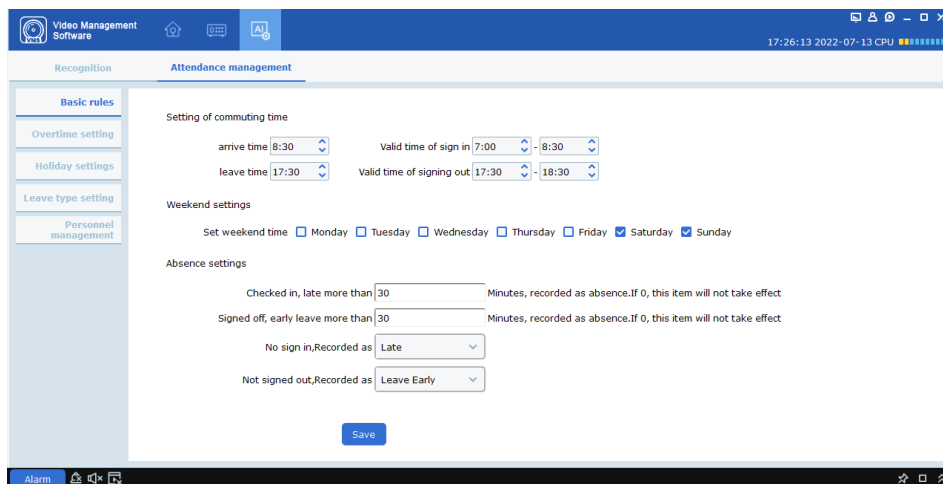 Video Management
Software
VMS
AI
17:26:13 2022-07-13 CPU
Recognition
Attendance management
Basic rules
Overtime setting
Holiday settings
Leave type setting
Personnel
management
Setting of commuting time
arrive time 8:30 Valid time of sign in 7:00 - 8:30
leave time 17:30 Valid time of signing out 17:30 - 18:30
Weekend settings
Set weekend time Monday Tuesday Wednesday Thursday Friday Saturday Sunday
Absence settings
Checked in, late more than 30 Minutes, recorded as absence.If 0, this item will not take effect
Signed off, early leave more than 30 Minutes, recorded as absence.If 0, this item will not take effect
No sign in,Recorded as Late
Not signed out,Recorded as Leave Early
Save
Alarm